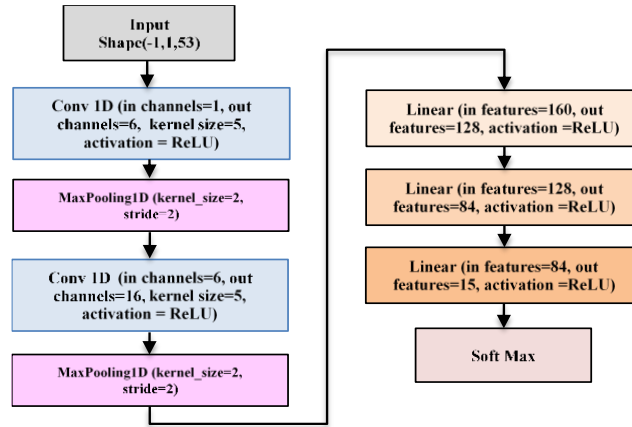 Input
Shape(-1,1,53)
Conv 1D (in channels=1, out
channels=6, kernel size=5,
activation = ReLU)
MaxPooling1D (kernel_size=2,
stride=2)
Conv 1D (in channels=6, out
channels=16, kernel size=5,
activation = ReLU)
MaxPooling1D (kernel_size=2,
stride=2)
Linear (in features=160, out
features=128, activation =ReLU)
Linear (in features=128, out
features=84, activation =ReLU)
Linear (in features=84, out
features=15, activation =ReLU)
Soft Max